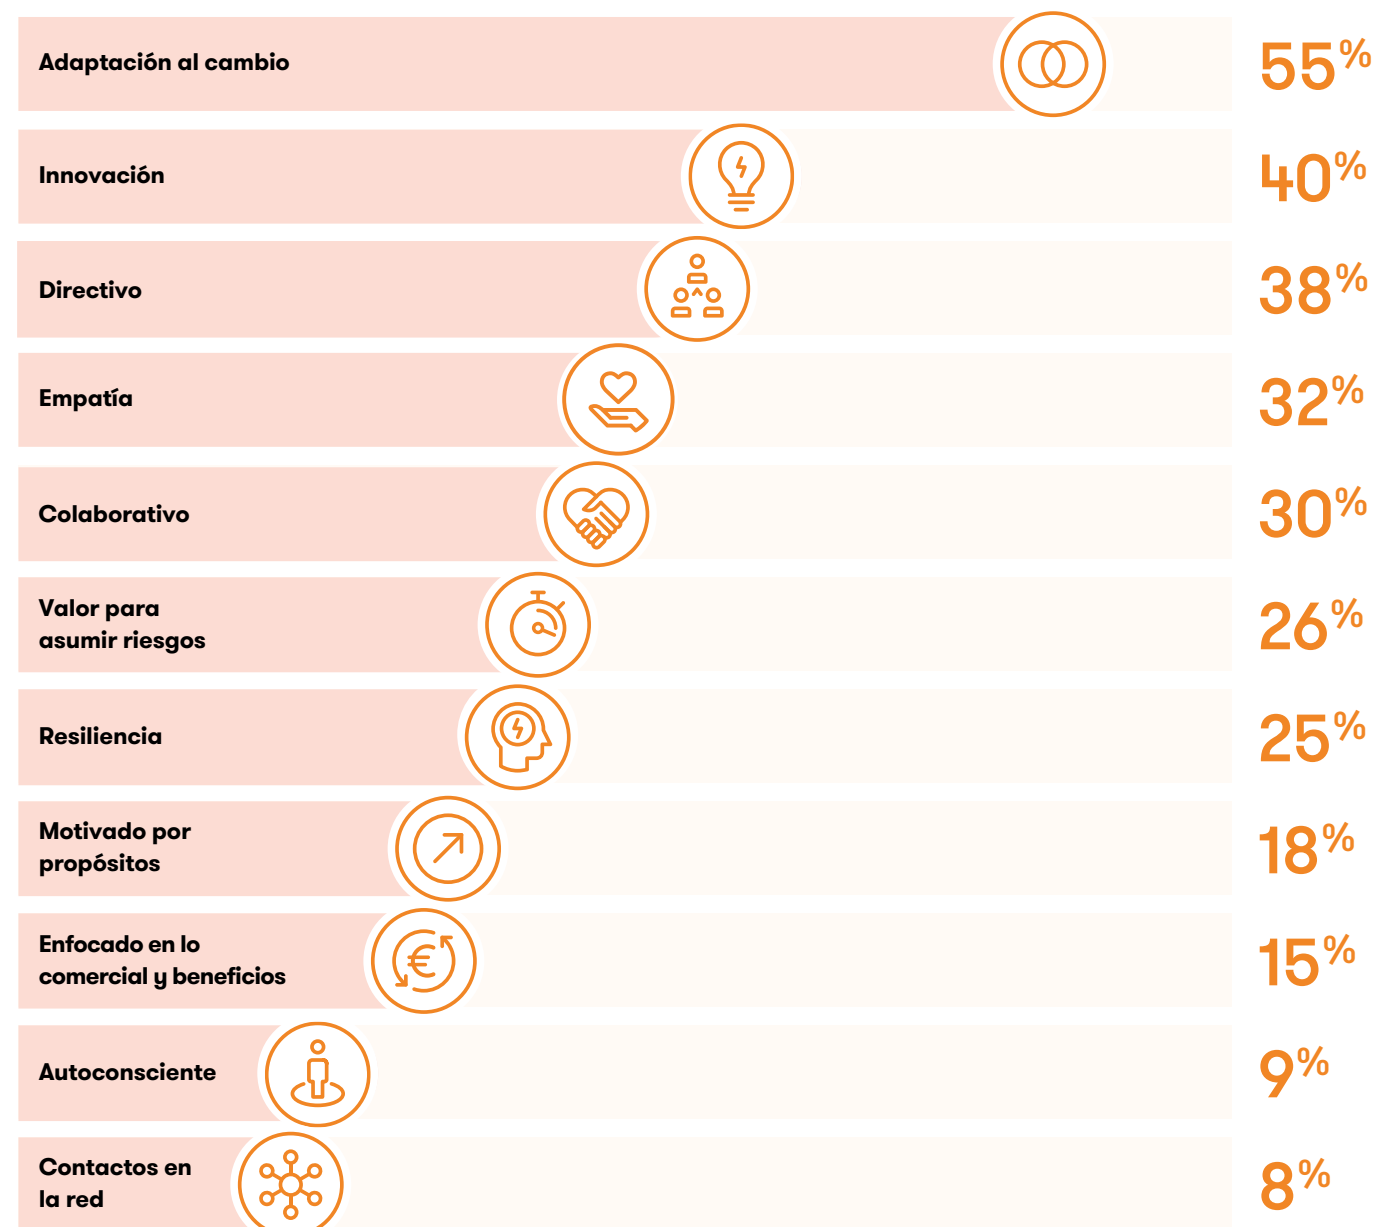 Adaptación al cambio
55%
Innovación
40%
Directivo
38%
Empatía
32%
Colaborativo
30%
Valor para
asumir riesgos
26%
Resiliencia
25%
Motivado por
propósitos
18%
Enfocado en lo
comercial y beneficios
15%
Autoconsciente
9%
Contactos en
la red
8%